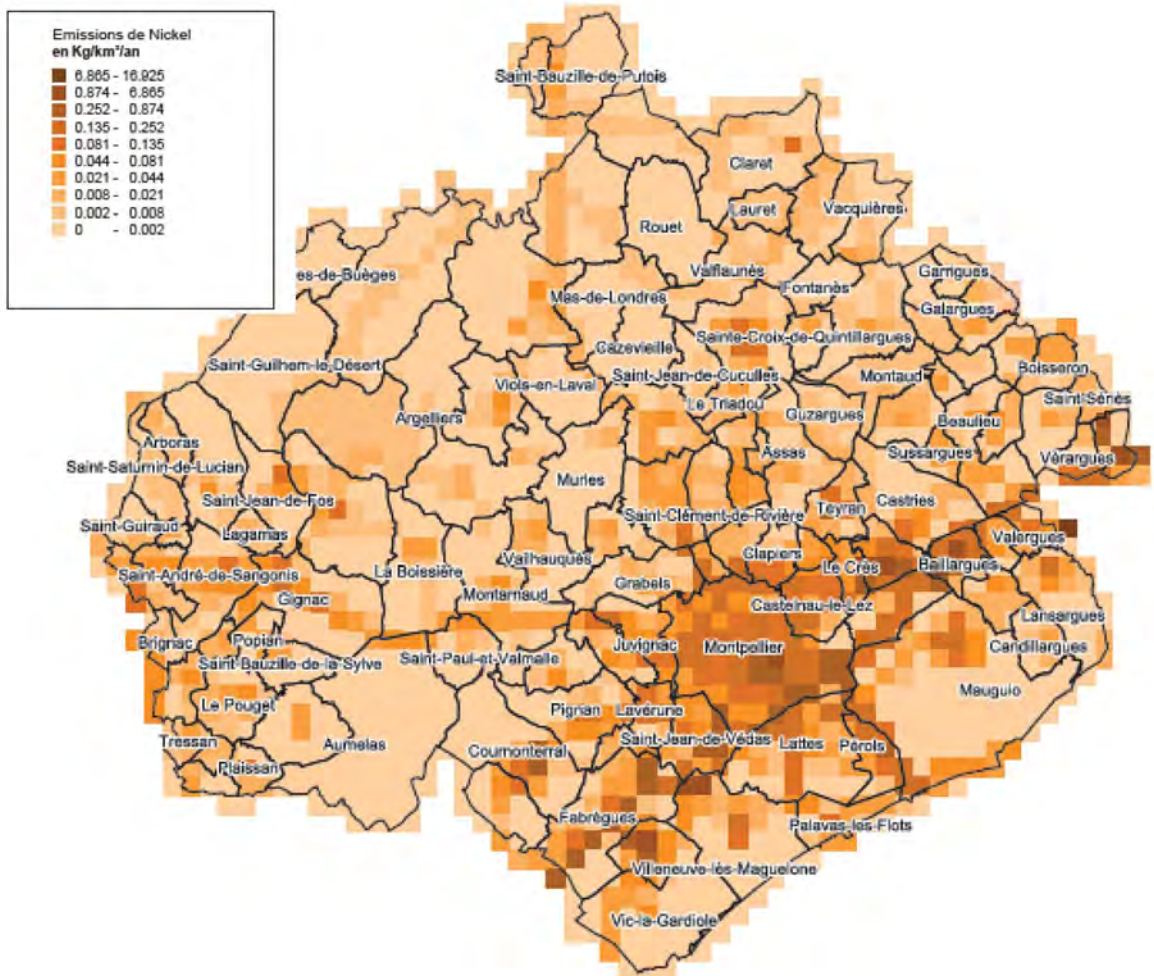 Emissions de Nickel
en Kg/km²/an
6.865 - 16.925
0.874 - 6.865
0.252 - 0.874
0.135 - 0.252
0.081 - 0.135
0.044 - 0.081
0.021 - 0.044
0.008 - 0.021
0.002 - 0.008
0 - 0.002
Saint-Bauzille-de-Putois
Claret
Lauret
Vacquières
Rouet
Valflaunès
Garrigues
es-de-Buèges
Fontanès
Mas-de-Londres
Galargues
Sainte-Croix-de-Quintillargues
Cazevieille
Saint-Guilhem-le-Désert
Boisseron
Saint-Jean-de-Cuculles
Montaud
Viols-en-Laval
Saint-Sériès
Le Triadou
Argelliers
Guzargues
Beaulieu
Arboras
Assas
Sussargues
Vérargues
Saint-Saturnin-de-Lucian
Murles
Saint-Jean-de-Fos
Castries
Teyran
Saint-Clément-de-Rivière
Saint-Guiraud
Lagamas
Valergues
Vailhauquès
Clapiers
Baillargues
Le Crès
Saint-André-de-Sangonis
La Boissière
Grabels
Gignac
Montarnaud
Castelnau-le-Lez
Lansargues
Brignac
Popian
Juvignac
Montpellier
Candillargues
Saint-Bauzille-de-la-Sylve
Saint-Paul-et-Valmalle
Mauguio
Le Pouget
Pignan
Lavérune
Saint-Jean-de-Védas
Tressan
Aumelas
Cournonterral
Lattes
Pérols
Plaissan
Fabrègues
Palavas-les-Flots
Villeneuve-lès-Maguelone
Vic-la-Gardiole